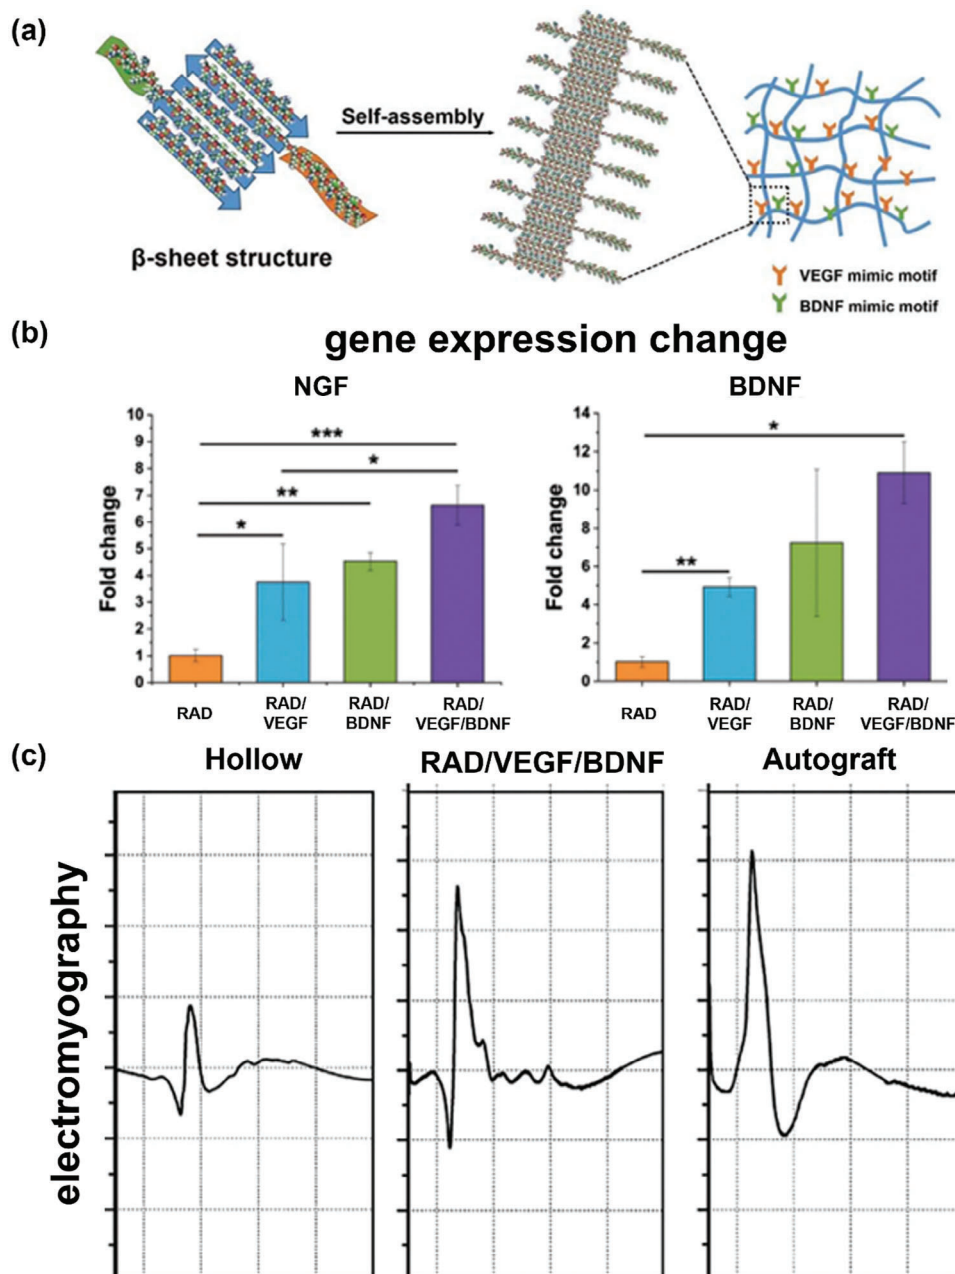 (a)
Self-assembly
β-sheet structure
VEGF mimic motif
BDNF mimic motif
(b)
gene expression change
NGF
BDNF
Fold change
10
9
8
7
6
5
4
3
2
1
0
***
*
**
*
RAD
RAD/
VEGF
RAD/
BDNF
RAD/
VEGF/BDNF
Fold change
14
12
10
8
6
4
2
0
*
**
RAD
RAD/
VEGF
RAD/
BDNF
RAD/
VEGF/BDNF
(c)
Hollow
RAD/VEGF/BDNF
Autograft
electromyography